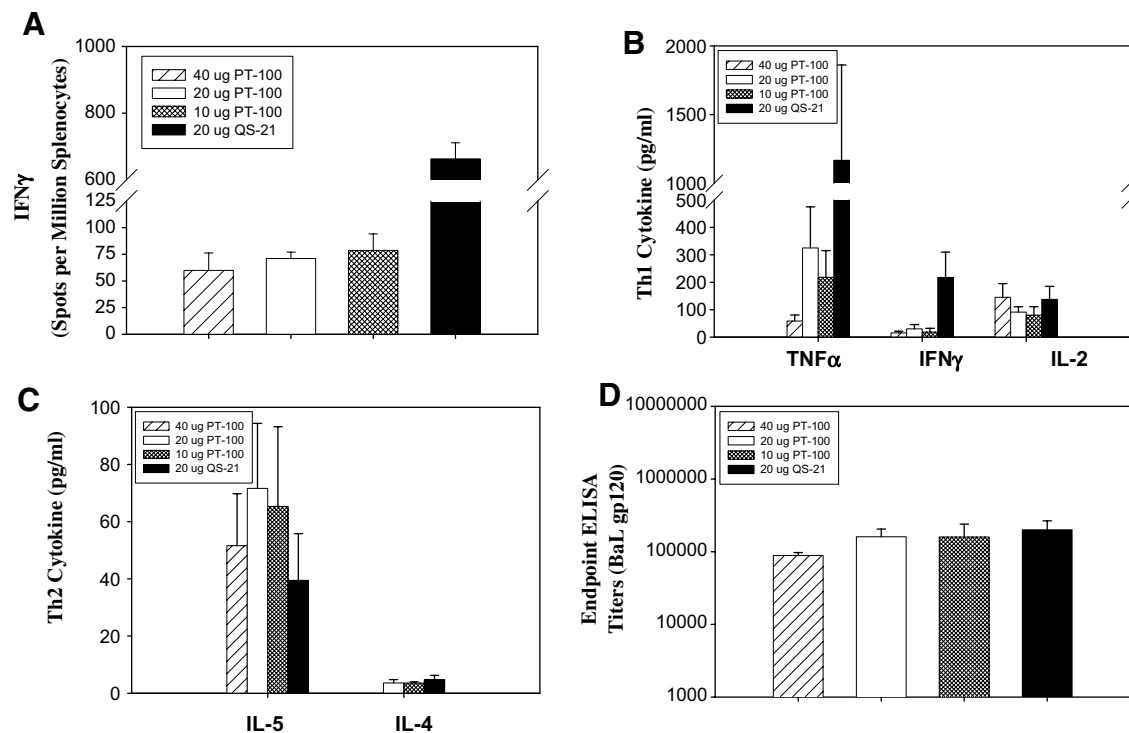 A
1000
800
600
125
100
75
50
25
0
IFNγ
(Spots per Million Splenocytes)
40 ug PT-100
20 ug PT-100
10 ug PT-100
20 ug QS-21
B
2000
1500
1000
500
400
300
200
100
0
Th1 Cytokine (pg/ml)
40 ug PT-100
20 ug PT-100
10 ug PT-100
20 ug QS-21
TNFα IFNγ IL-2
C
100
80
60
40
20
0
Th2 Cytokine (pg/ml)
40 ug PT-100
20 ug PT-100
10 ug PT-100
20 ug QS-21
IL-5 IL-4
D
10000000
1000000
100000
10000
1000
Endpoint ELISA
Titers (BaL gp120)
40 ug PT-100
20 ug PT-100
10 ug PT-100
20 ug QS-21